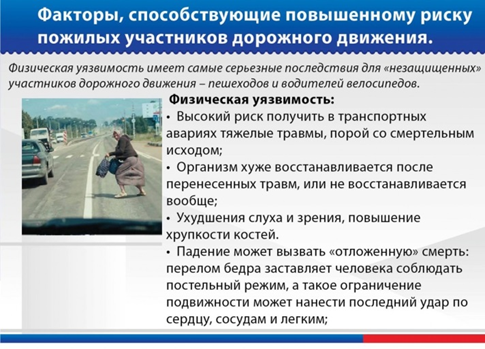 Факторы, способствующие повышенному риску
пожилых участников дорожного движения.
Физическая уязвимость имеет самые серьезные последствия для «незащищенных»
участников дорожного движения – пешеходов и водителей велосипедов.
Физическая уязвимость:
• Высокий риск получить в транспортных
авариях тяжелые травмы, порой со смертельным
исходом;
• Организм хуже восстанавливается после
перенесенных травм, или не восстанавливается
вообще;
• Ухудшения слуха и зрения, повышение
хрупкости костей.
• Падение может вызвать «отложенную» смерть:
перелом бедра заставляет человека соблюдать
постельный режим, а такое ограничение
подвижности может нанести последний удар по
сердцу, сосудам и легким;